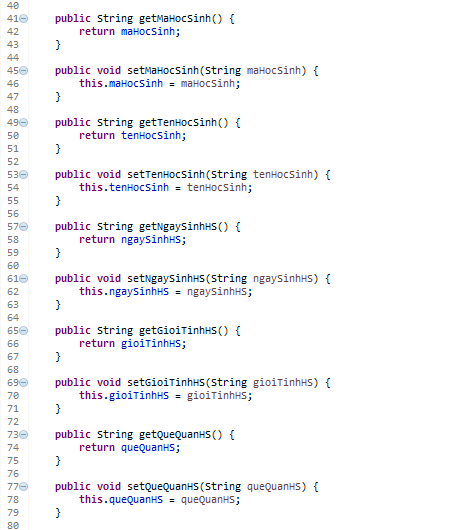 40
41 public String getMaHocSinh() {
42 return maHocSinh;
43 }
44
45 public void setMaHocSinh(String maHocSinh) {
46 this.maHocSinh = maHocSinh;
47 }
48
49 public String getTenHocSinh() {
50 return tenHocSinh;
51 }
52
53 public void setTenHocSinh(String tenHocSinh) {
54 this.tenHocSinh = tenHocSinh;
55 }
56
57 public String getNgaySinhHS() {
58 return ngaySinhHS;
59 }
60
61 public void setNgaySinhHS(String ngaySinhHS) {
62 this.ngaySinhHS = ngaySinhHS;
63 }
64
65 public String getGioiTinhHS() {
66 return gioiTinhHS;
67 }
68
69 public void setGioiTinhHS(String gioiTinhHS) {
70 this.gioiTinhHS = gioiTinhHS;
71 }
72
73 public String getQueQuanHS() {
74 return queQuanHS;
75 }
76
77 public void setQueQuanHS(String queQuanHS) {
78 this.queQuanHS = queQuanHS;
79 }
80